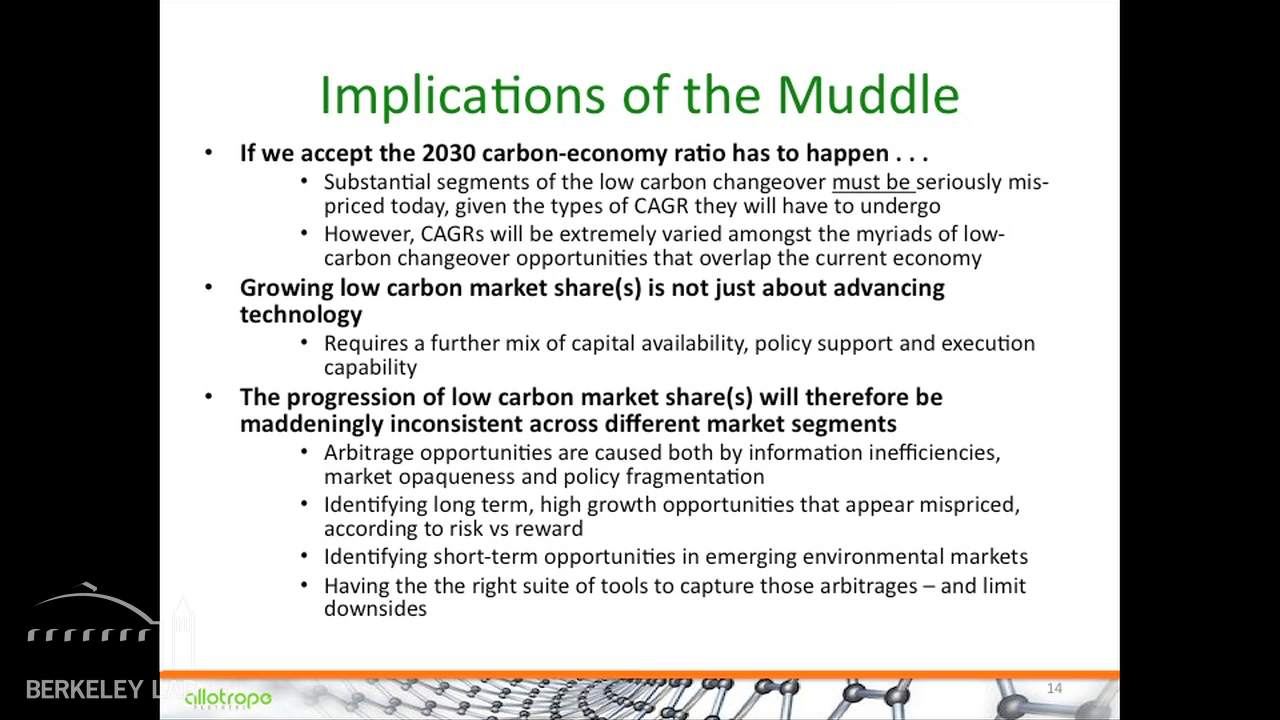 Implications of the Muddle
• If we accept the 2030 carbon-economy ratio has to happen . . .
• Substantial segments of the low carbon changeover must be seriously mis-
priced today, given the types of CAGR they will have to undergo
• However, CAGRs will be extremely varied amongst the myriads of low-
carbon changeover opportunities that overlap the current economy
• Growing low carbon market share(s) is not just about advancing
technology
• Requires a further mix of capital availability, policy support and execution
capability
• The progression of low carbon market share(s) will therefore be
maddeningly inconsistent across different market segments
• Arbitrage opportunities are caused both by information inefficiencies,
market opaqueness and policy fragmentation
• Identifying long term, high growth opportunities that appear mispriced,
according to risk vs reward
• Identifying short-term opportunities in emerging environmental markets
• Having the the right suite of tools to capture those arbitrages – and limit
downsides
BERKELEY LAB
allotrope
PARTNERS
14